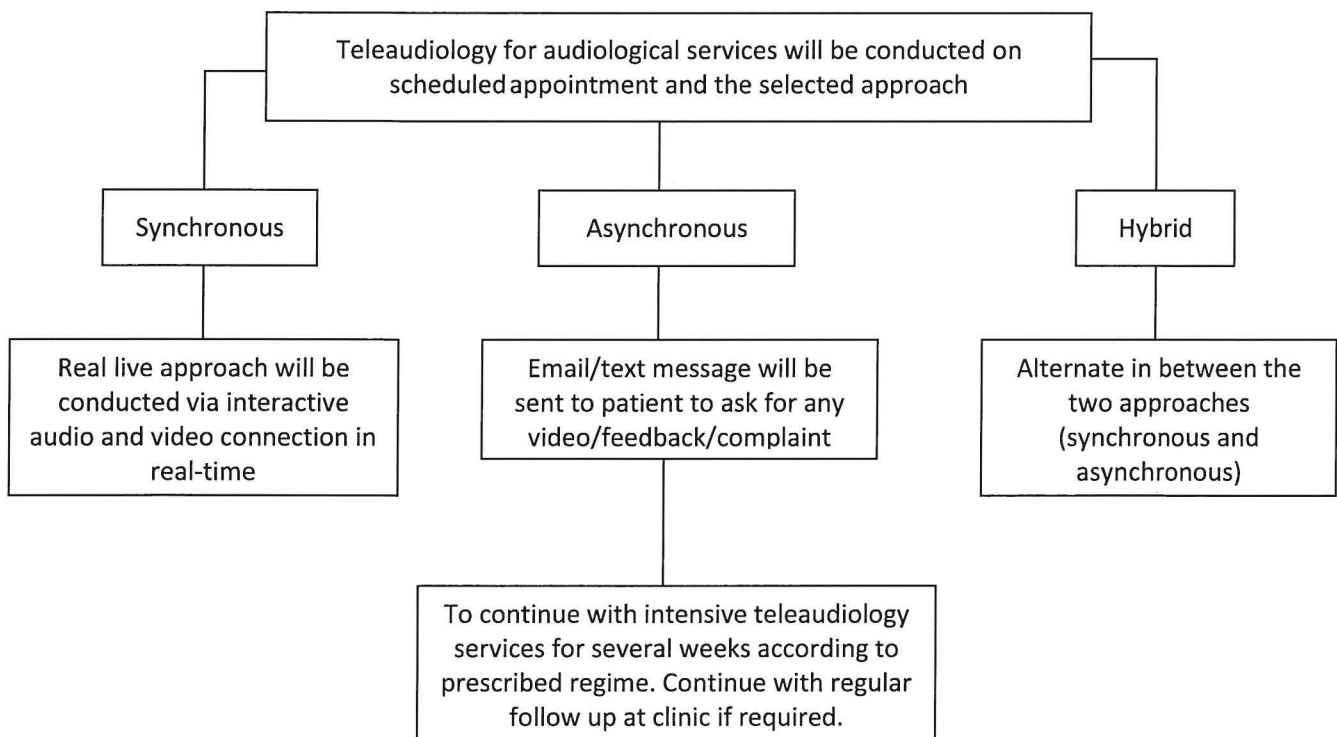 Teleaudiology for audiological services will be conducted on
scheduled appointment and the selected approach
Synchronous
Asynchronous
Hybrid
Real live approach will be
conducted via interactive
audio and video connection in
real-time
Email/text message will be
sent to patient to ask for any
video/feedback/complaint
Alternate in between the
two approaches
(synchronous and
asynchronous)
To continue with intensive teleaudiology
services for several weeks according to
prescribed regime. Continue with regular
follow up at clinic if required.